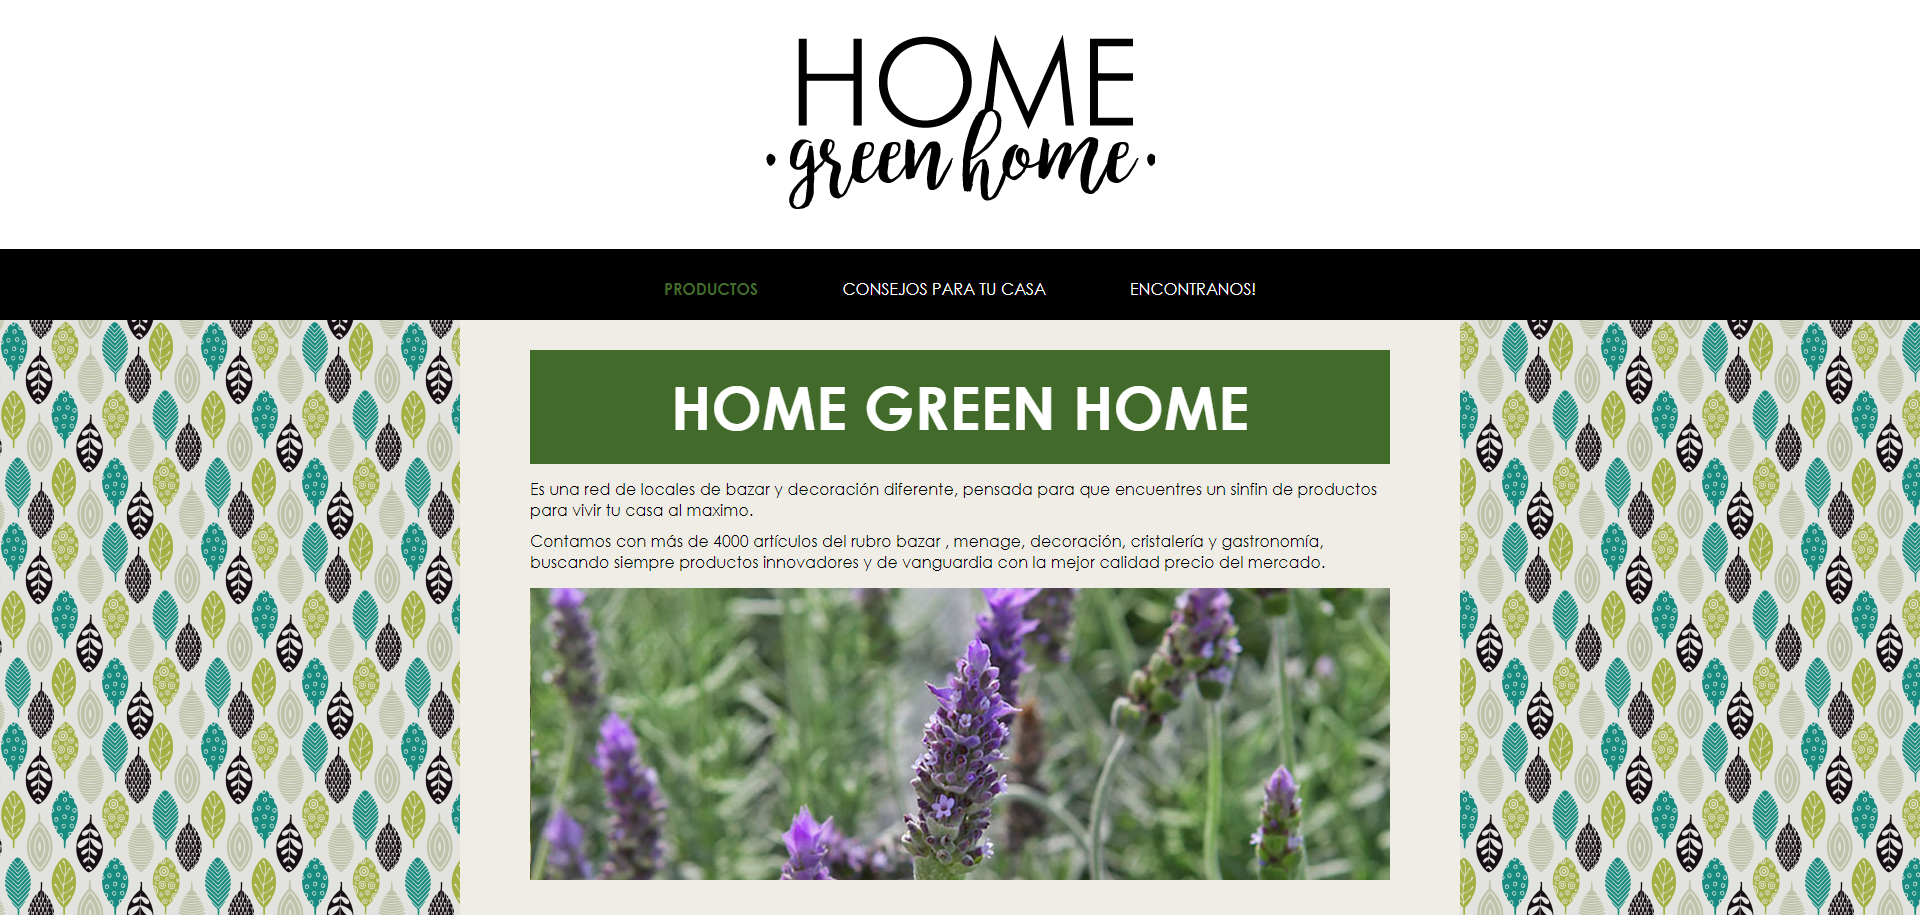 HOME
· green home ·
PRODUCTOS CONSEJOS PARA TU CASA ENCONTRANOS!
HOME GREEN HOME
Es una red de locales de bazar y decoración diferente, pensada para que encuentres un sinfin de productos
para vivir tu casa al maximo.
Contamos con más de 4000 artículos del rubro bazar , menage, decoración, cristalería y gastronomía,
buscando siempre productos innovadores y de vanguardia con la mejor calidad precio del mercado.